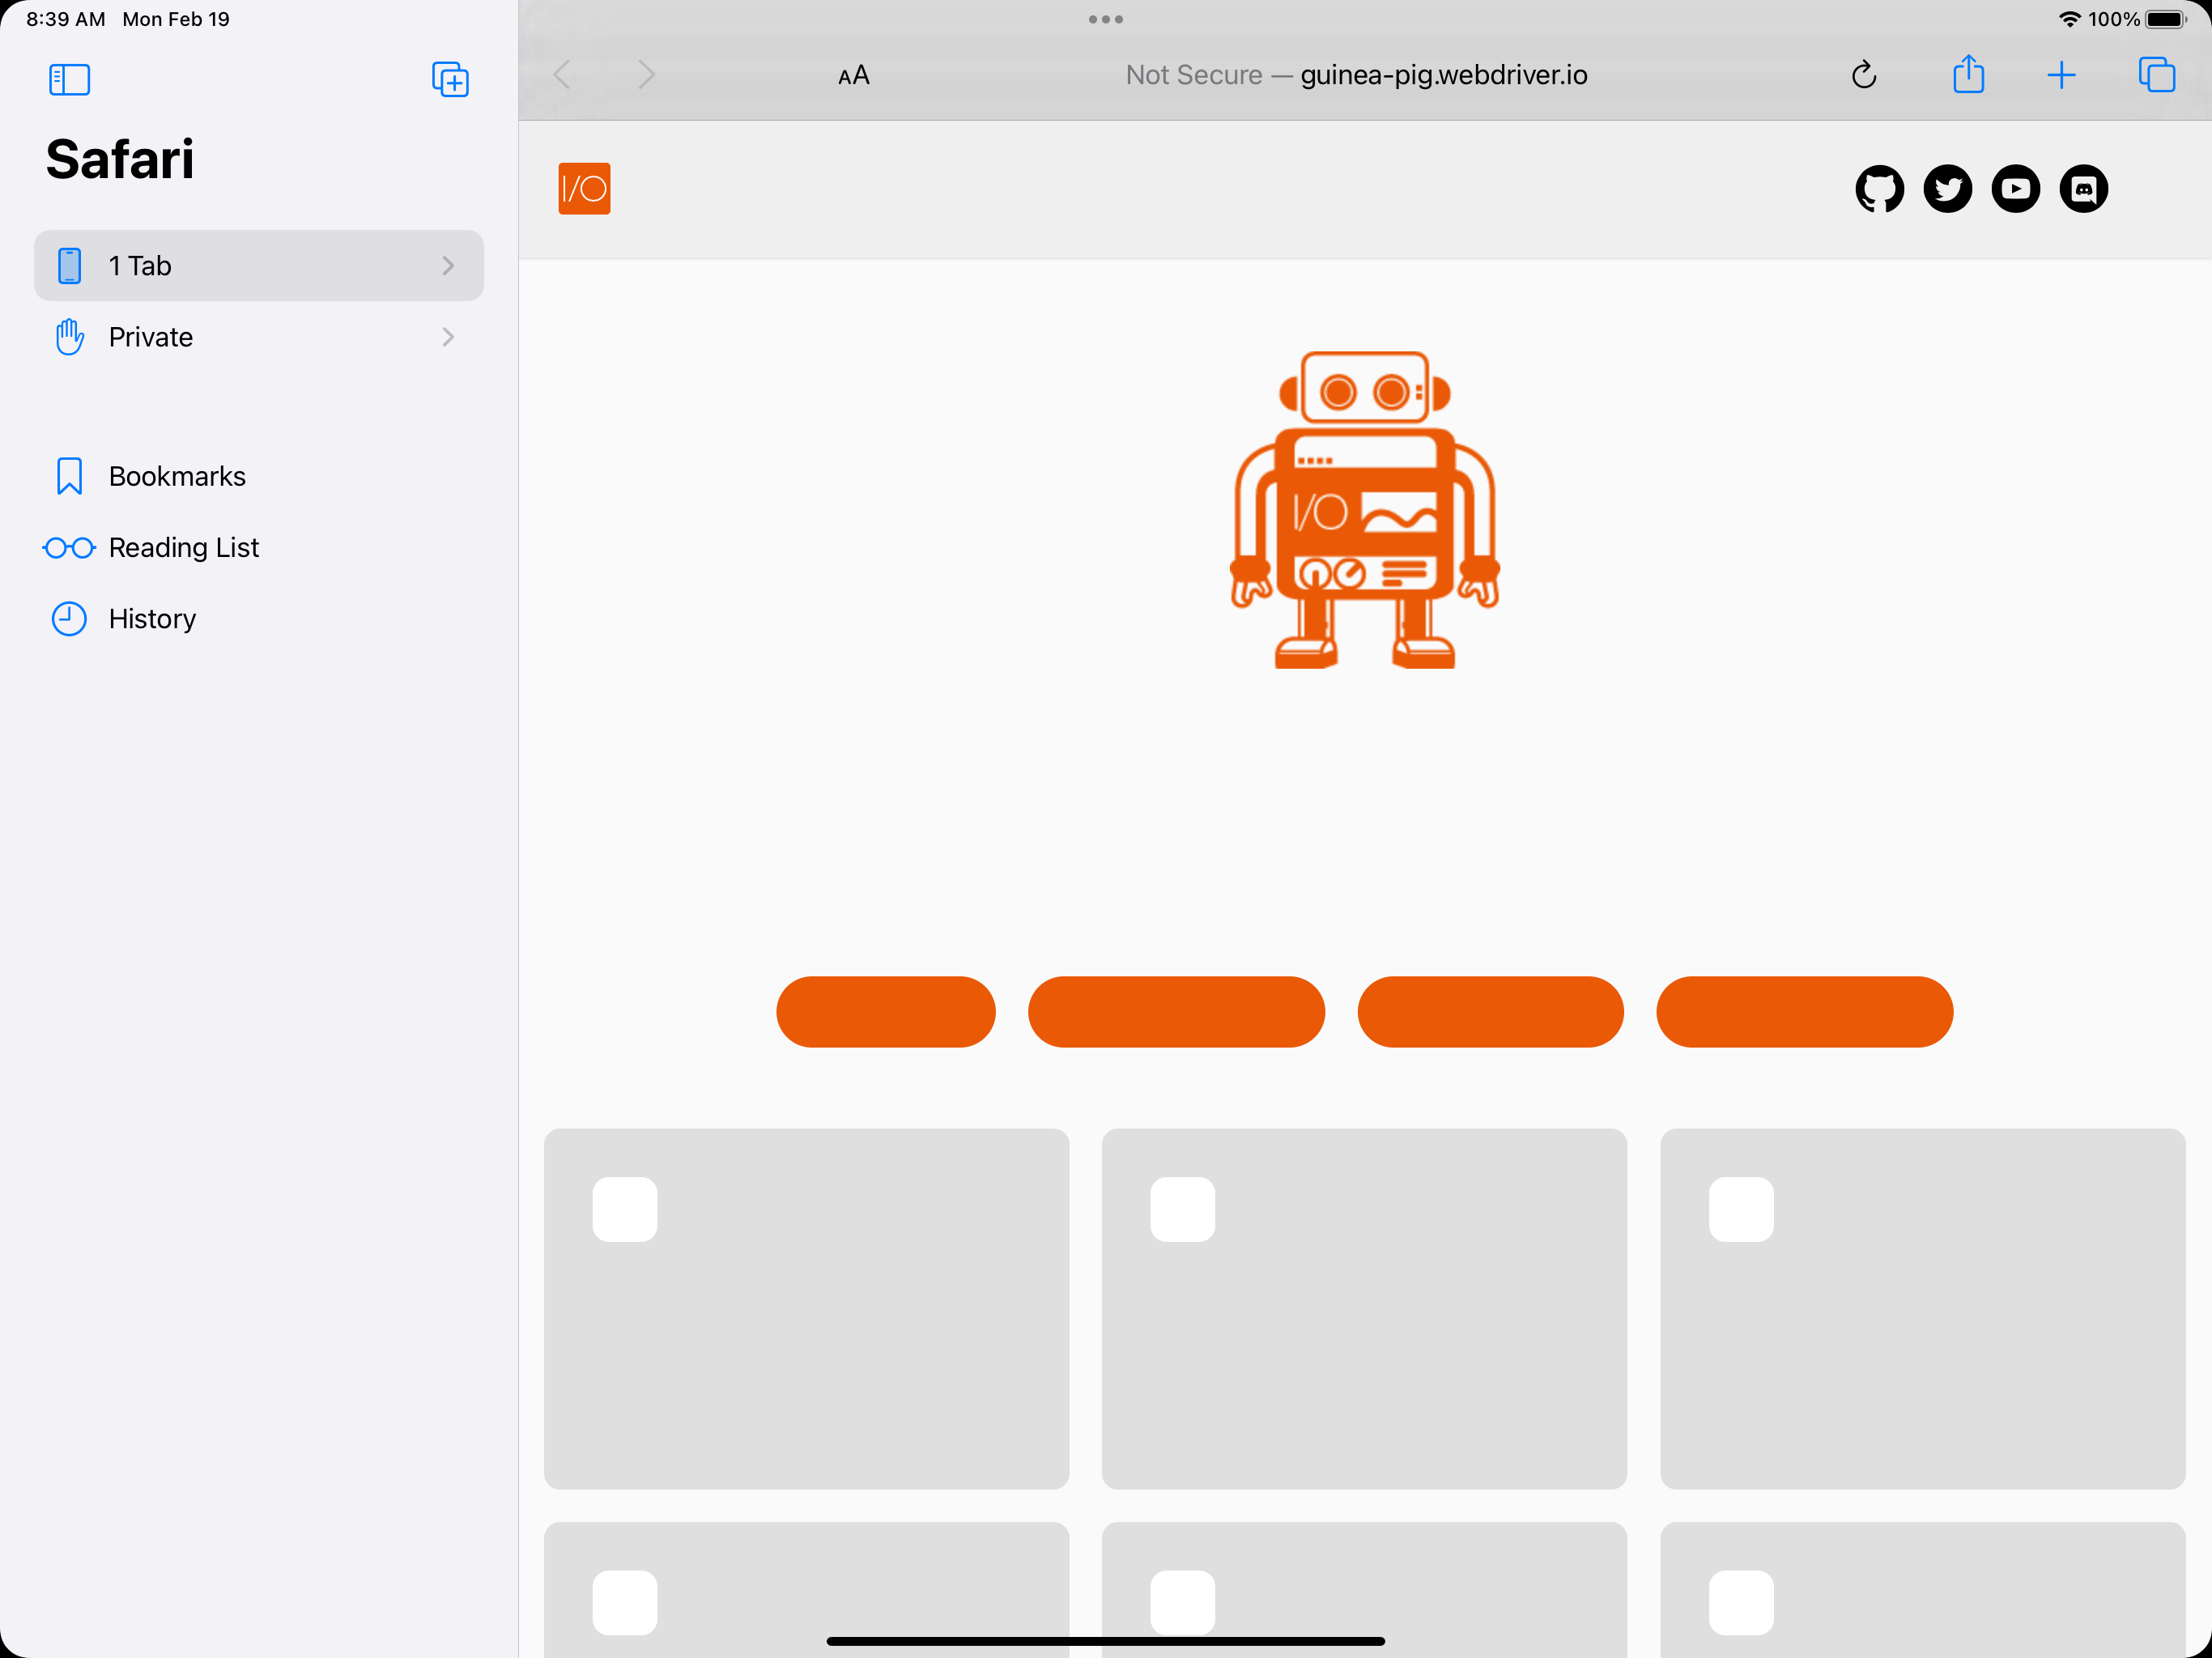 8:39 AM Mon Feb 19
100%
AA
Not Secure — guinea-pig.webdriver.io
Safari
1 Tab
Private
Bookmarks
Reading List
History
I/O
I/O